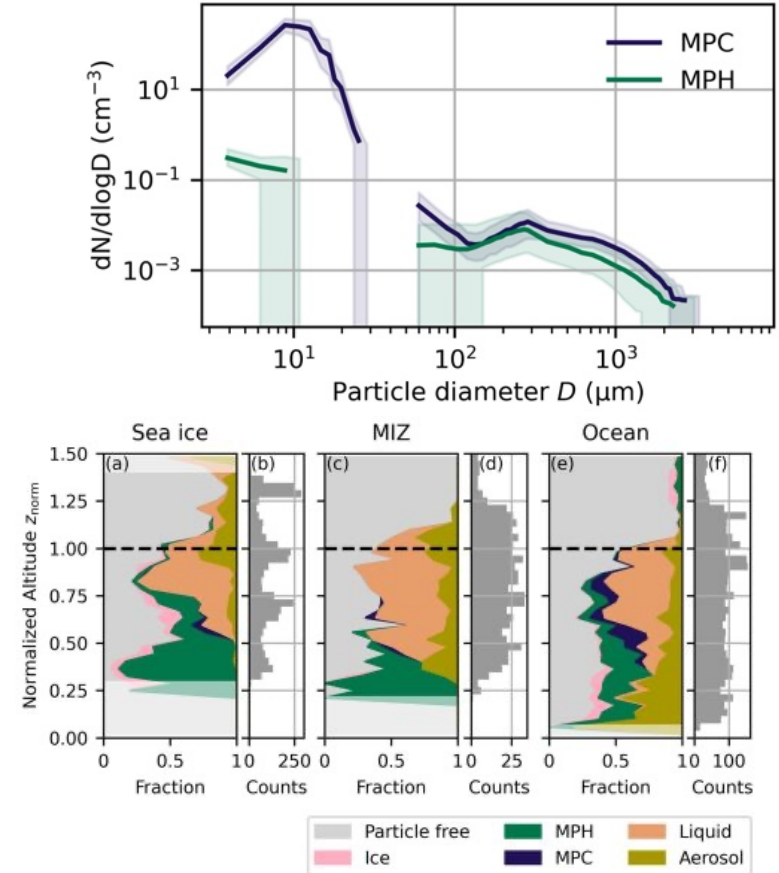 MPC
MPH
dN/dlogD (cm⁻³)
10¹
10⁻¹
10⁻³
10¹ 10² 10³
Particle diameter D (µm)
Sea ice MIZ Ocean
(a) (b) (c) (d) (e) (f)
Normalized Altitude z_norm
1.50
1.25
1.00
0.75
0.50
0.25
0.00
0 0.5 1 0 250 0 0.5 1 0 25 0 0.5 1 0 100
Fraction Counts Fraction Counts Fraction Counts
Particle free MPH Liquid
Ice MPC Aerosol